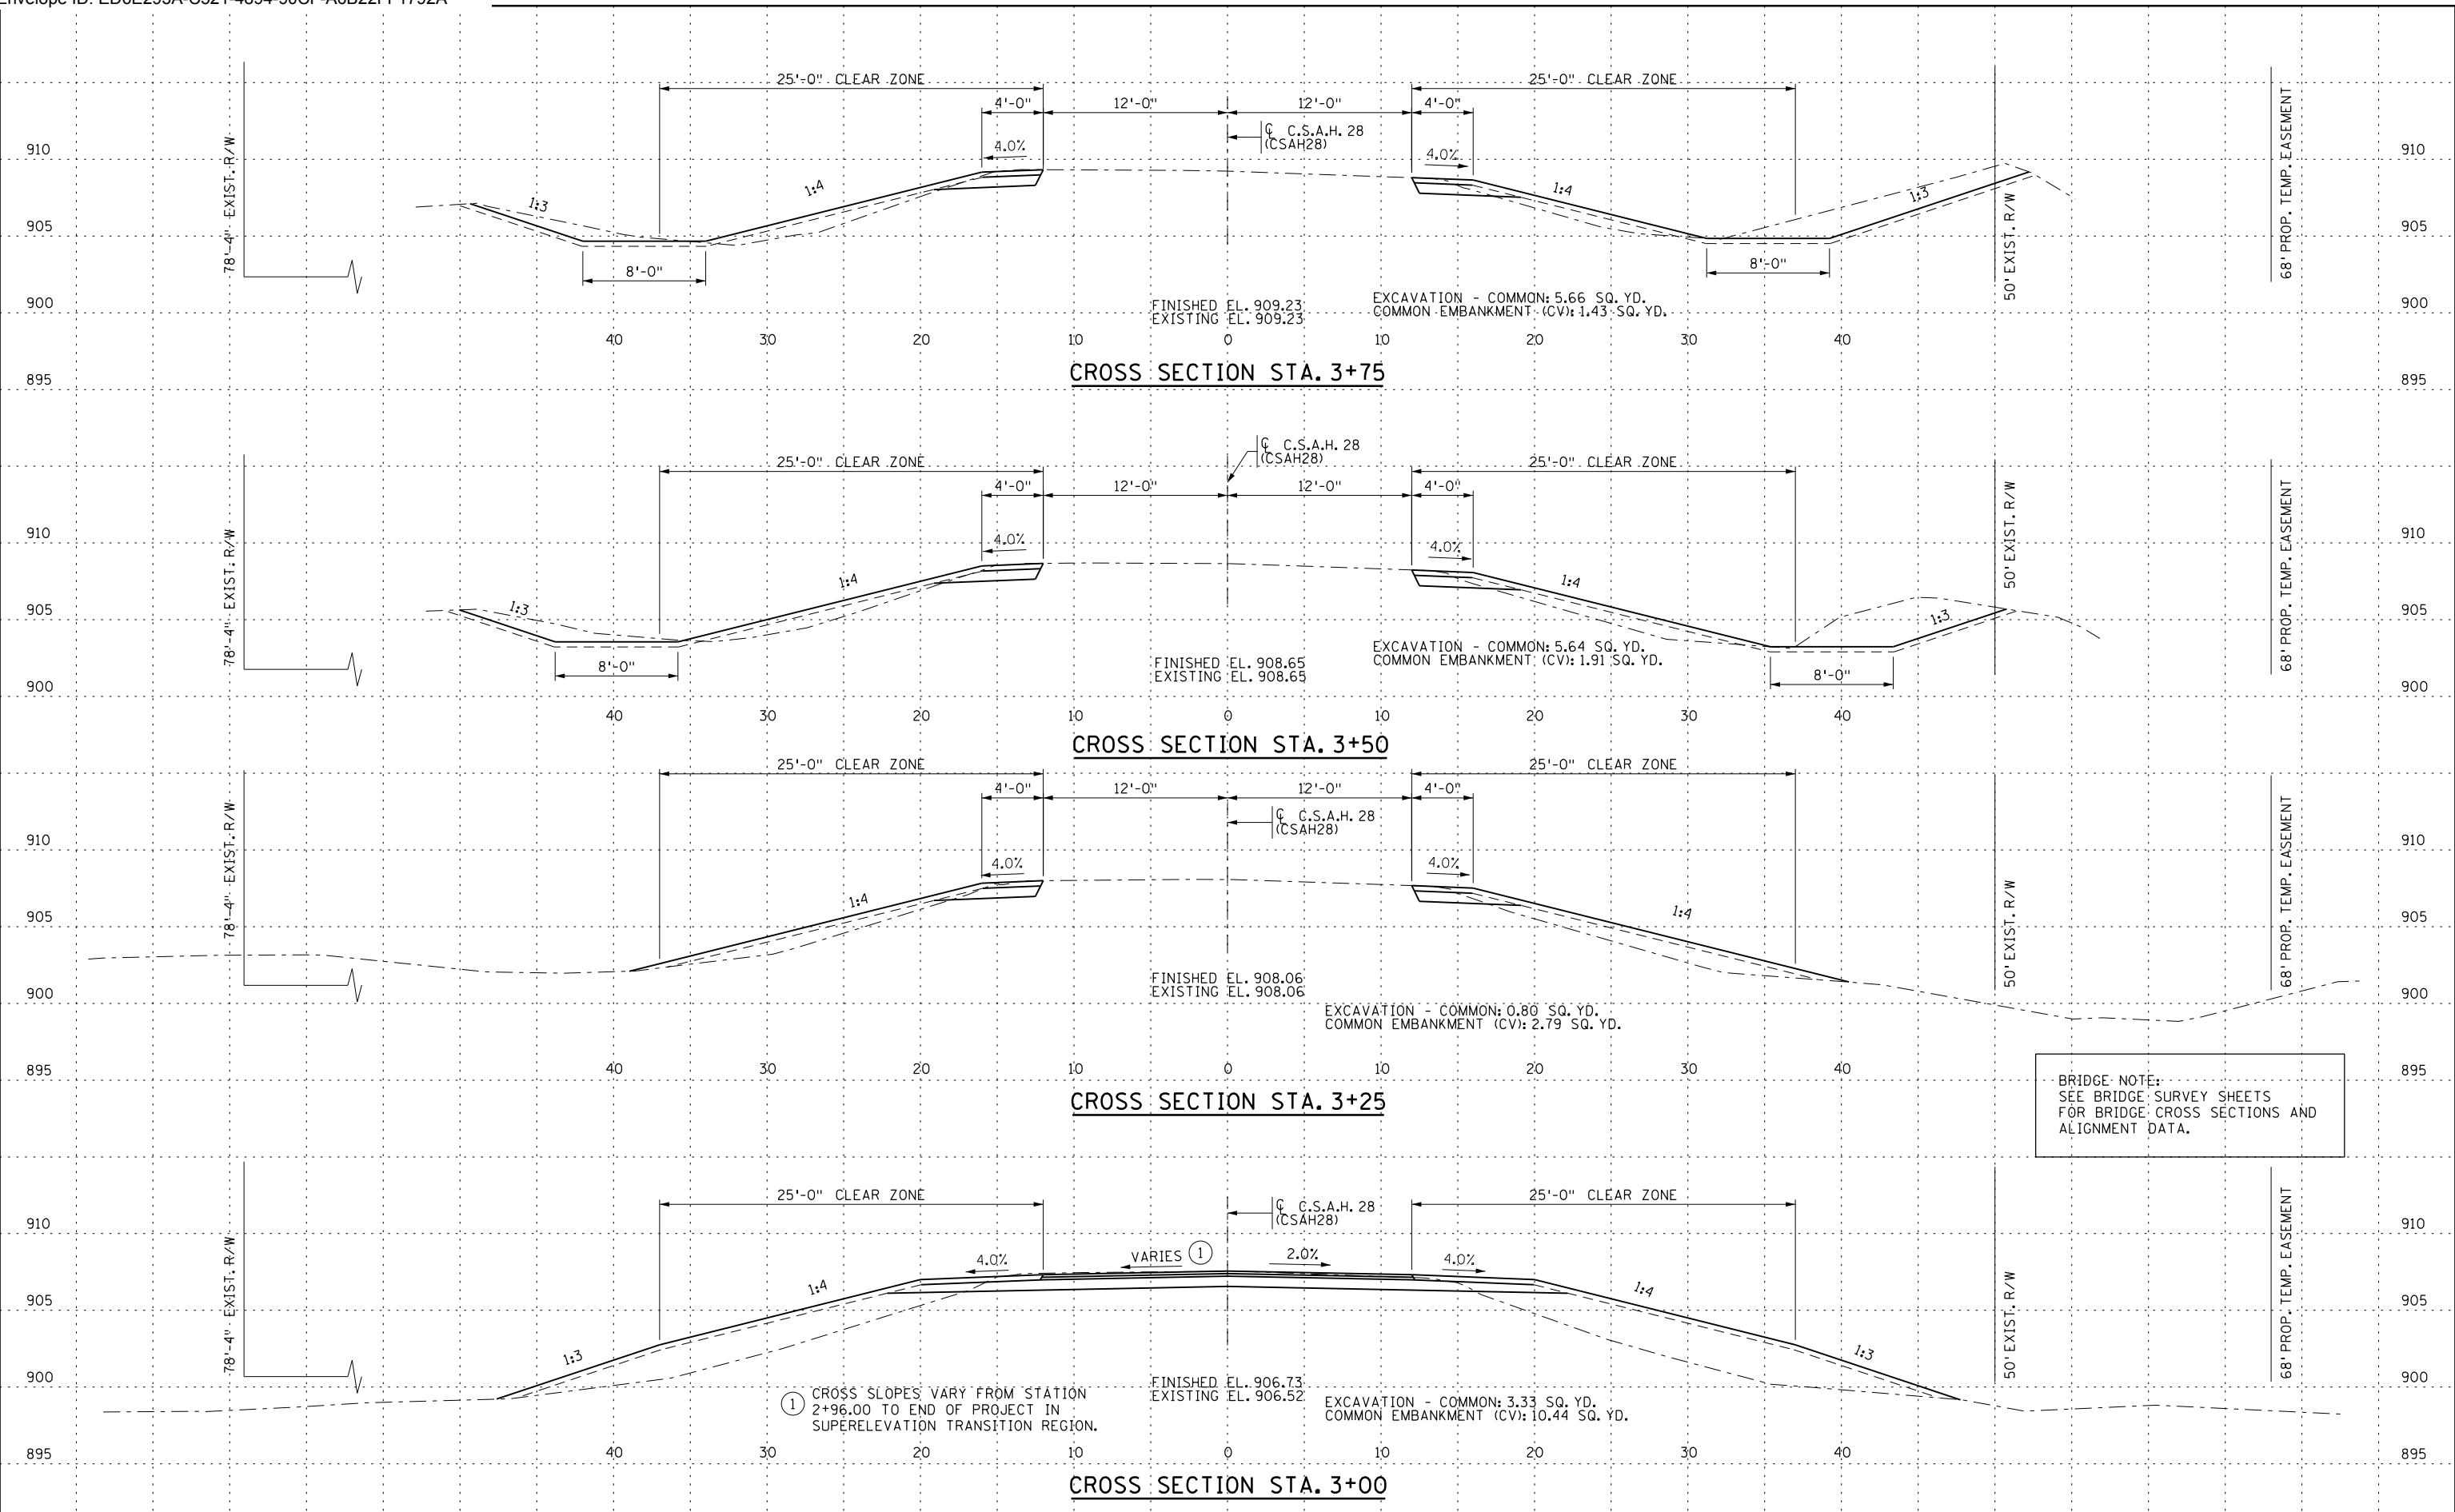 25'-0" CLEAR ZONE
25'-0" CLEAR ZONE
4'-0"
12'-0"
12'-0"
4'-0"
℄ C.S.A.H. 28
(CSAH28)
78'-4" EXIST. R/W
50' EXIST. R/W
68' PROP. TEMP. EASEMENT
910
4.0%
4.0%
910
1:3
1:4
1:4
1:3
905
905
8'-0"
8'-0"
900
FINISHED EL. 909.23
EXISTING EL. 909.23
EXCAVATION - COMMON: 5.66 SQ. YD.
COMMON EMBANKMENT (CV): 1.43 SQ. YD.
900
40 30 20 10 0 10 20 30 40
CROSS SECTION STA. 3+75
895
895
℄ C.S.A.H. 28
(CSAH28)
25'-0" CLEAR ZONE
25'-0" CLEAR ZONE
4'-0"
12'-0"
12'-0"
4'-0"
78'-4" EXIST. R/W
50' EXIST. R/W
68' PROP. TEMP. EASEMENT
910
4.0%
4.0%
910
1:3
1:4
1:4
1:3
905
905
8'-0"
8'-0"
FINISHED EL. 908.65
EXISTING EL. 908.65
EXCAVATION - COMMON: 5.64 SQ. YD.
COMMON EMBANKMENT (CV): 1.91 SQ. YD.
900
900
40 30 20 10 0 10 20 30 40
CROSS SECTION STA. 3+50
25'-0" CLEAR ZONE
25'-0" CLEAR ZONE
4'-0"
12'-0"
12'-0"
4'-0"
℄ C.S.A.H. 28
(CSAH28)
78'-4" EXIST. R/W
50' EXIST. R/W
68' PROP. TEMP. EASEMENT
910
4.0%
4.0%
910
1:4
1:4
905
905
FINISHED EL. 908.06
EXISTING EL. 908.06
900
900
EXCAVATION - COMMON: 0.80 SQ. YD.
COMMON EMBANKMENT (CV): 2.79 SQ. YD.
895
40 30 20 10 0 10 20 30 40
895
CROSS SECTION STA. 3+25
BRIDGE NOTE:
SEE BRIDGE SURVEY SHEETS
FOR BRIDGE CROSS SECTIONS AND
ALIGNMENT DATA.
25'-0" CLEAR ZONE
25'-0" CLEAR ZONE
℄ C.S.A.H. 28
(CSAH28)
78'-4" EXIST. R/W
50' EXIST. R/W
68' PROP. TEMP. EASEMENT
910
4.0%
VARIES 1
2.0%
4.0%
910
1:4
1:4
905
905
1:3
1:3
900
900
FINISHED EL. 906.73
EXISTING EL. 906.52
EXCAVATION - COMMON: 3.33 SQ. YD.
COMMON EMBANKMENT (CV): 10.44 SQ. YD.
1 CROSS SLOPES VARY FROM STATION
2+96.00 TO END OF PROJECT IN
SUPERELEVATION TRANSITION REGION.
895
40 30 20 10 0 10 20 30 40
895
CROSS SECTION STA. 3+00